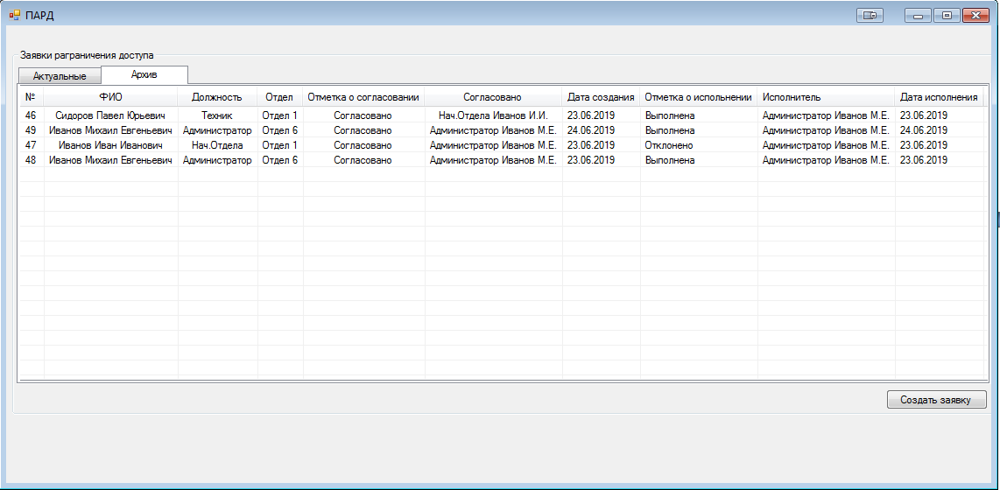 ПАРД
Заявки раграничения доступа
Актуальные Архив
№ ФИО Должность Отдел Отметка о согласовании Согласовано Дата создания Отметка о испольнении Исполнитель Дата исполнения
46 Сидоров Павел Юрьевич Техник Отдел 1 Согласовано Нач.Отдела Иванов И.И. 23.06.2019 Выполнена Администратор Иванов М.Е. 23.06.2019
49 Иванов Михаил Евгеньевич Администратор Отдел 6 Согласовано Администратор Иванов М.Е. 24.06.2019 Выполнена Администратор Иванов М.Е. 24.06.2019
47 Иванов Иван Иванович Нач.Отдела Отдел 1 Согласовано Администратор Иванов М.Е. 23.06.2019 Отклонено Администратор Иванов М.Е. 23.06.2019
48 Иванов Михаил Евгеньевич Администратор Отдел 6 Согласовано Администратор Иванов М.Е. 23.06.2019 Выполнена Администратор Иванов М.Е. 23.06.2019
Создать заявку